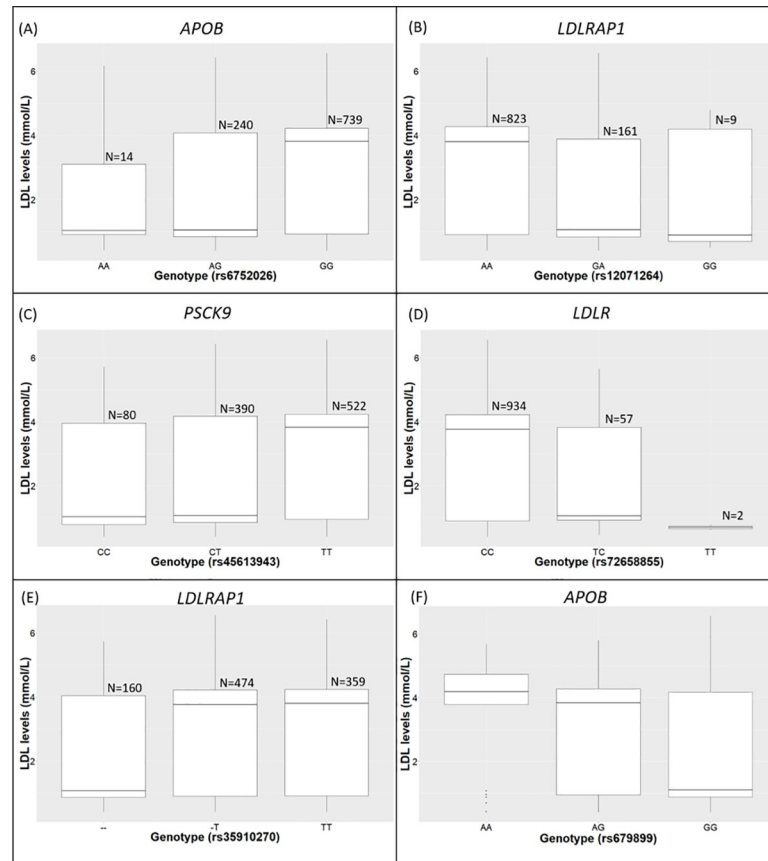 (A) APOB
LDL levels (mmol/L)
6
4
2
N=14
N=240
N=739
AA AG GG
Genotype (rs6752026)
(B) LDLRAP1
LDL levels (mmol/L)
6
4
2
N=823
N=161
N=9
AA GA GG
Genotype (rs12071264)
(C) PSCK9
LDL levels (mmol/L)
6
4
2
N=80
N=390
N=522
CC CT TT
Genotype (rs45613943)
(D) LDLR
LDL levels (mmol/L)
6
4
2
N=934
N=57
N=2
CC TC TT
Genotype (rs72658855)
(E) LDLRAP1
LDL levels (mmol/L)
6
4
2
N=160
N=474
N=359
-- -T TT
Genotype (rs35910270)
(F) APOB
LDL levels (mmol/L)
6
4
2
AA AG GG
Genotype (rs679899)